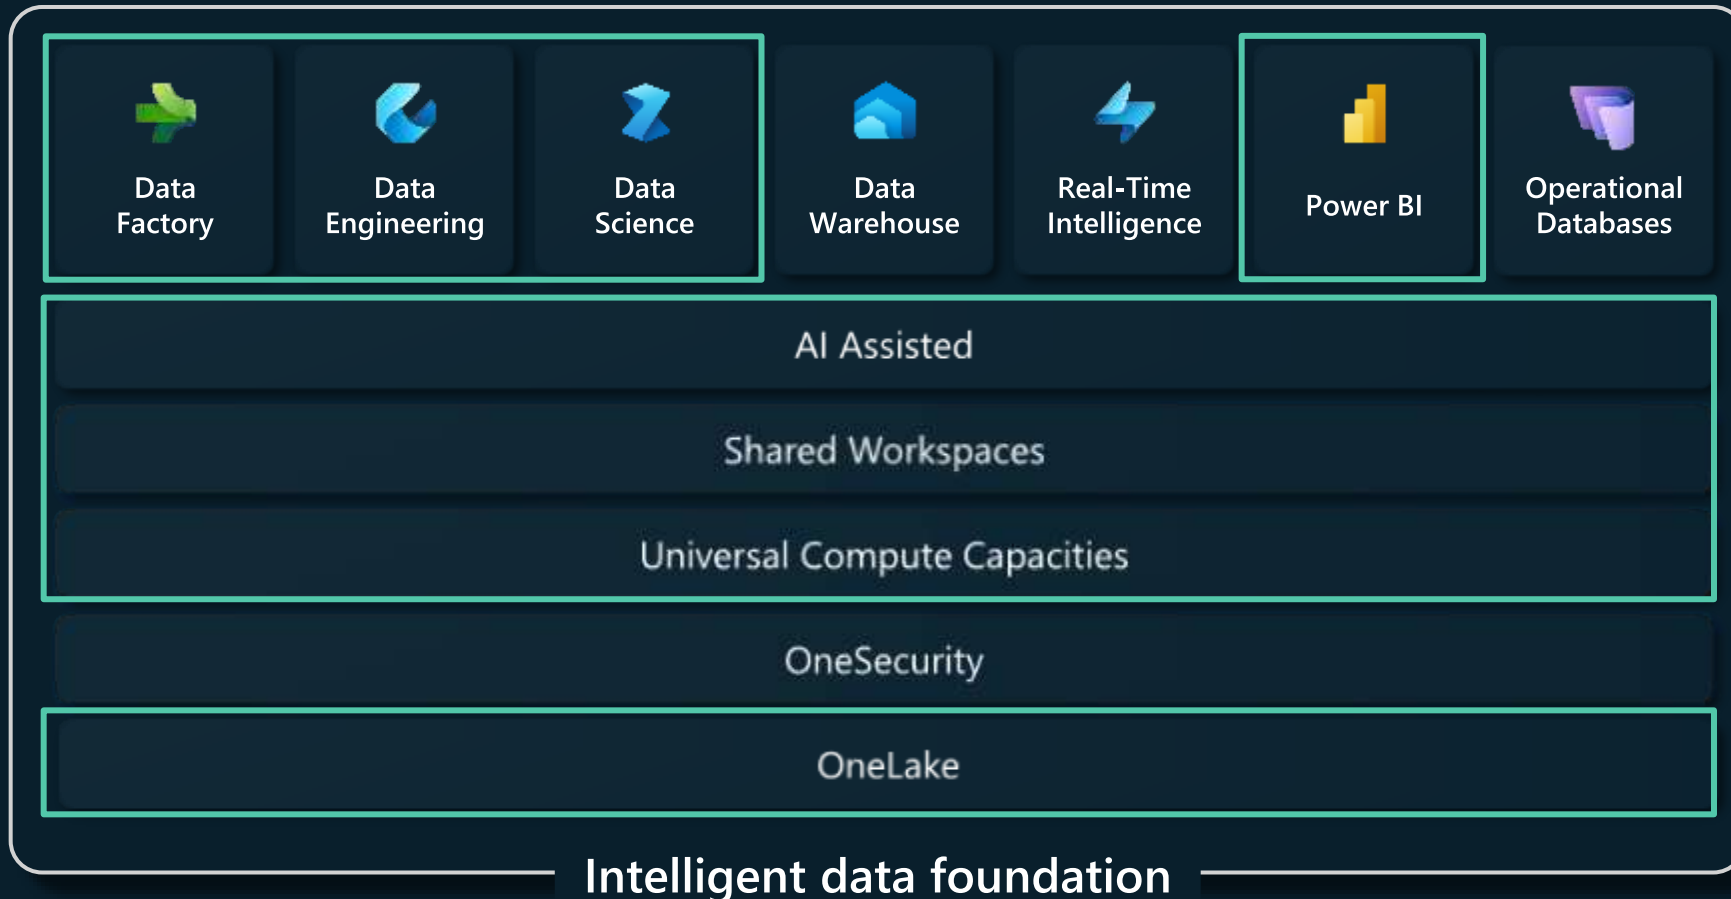 Data
Factory
Data
Engineering
Data
Science
Data
Warehouse
Real-Time
Intelligence
Power BI
Operational
Databases
AI Assisted
Shared Workspaces
Universal Compute Capacities
OneSecurity
OneLake
Intelligent data foundation